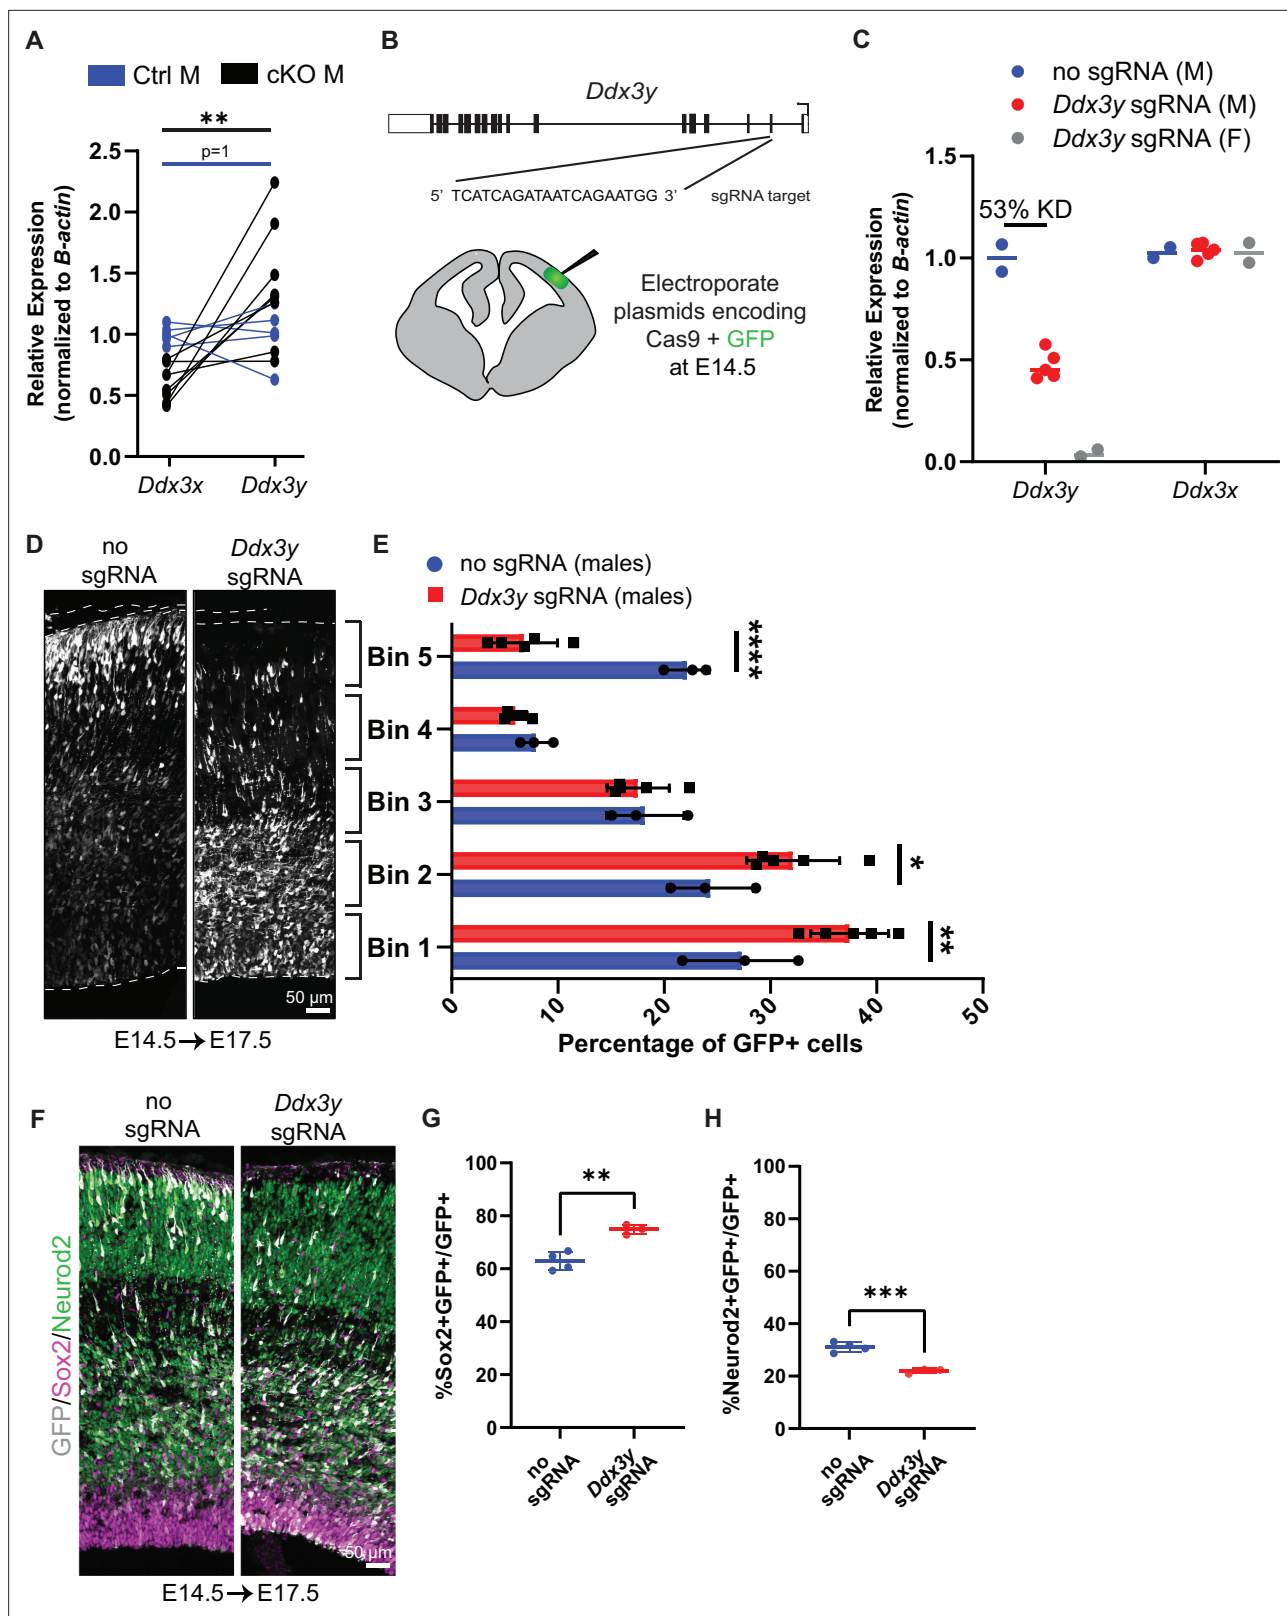 A
Ctrl M
cKO M
**
p=1
2.5
2.0
1.5
1.0
0.5
0.0
Relative Expression
(normalized to B-actin)
Ddx3x
Ddx3y
B
Ddx3y
5’ TCATCAGATAATCAGAATGG 3’
sgRNA target
Electroporate
plasmids encoding
Cas9 + GFP
at E14.5
C
no sgRNA (M)
Ddx3y sgRNA (M)
Ddx3y sgRNA (F)
1.5
1.0
0.5
0.0
53% KD
Relative Expression
(normalized to B-actin)
Ddx3y
Ddx3x
D
no
sgRNA
Ddx3y
sgRNA
50 µm
E14.5→E17.5
E
no sgRNA (males)
Ddx3y sgRNA (males)
Bin 5
Bin 4
Bin 3
Bin 2
Bin 1
****
*
**
0
10
20
30
40
50
Percentage of GFP+ cells
F
no
sgRNA
Ddx3y
sgRNA
GFP/Sox2/Neurod2
50 µm
E14.5→E17.5
G
100
80
60
40
20
0
**
%Sox2+GFP+/GFP+
no
sgRNA
Ddx3y
sgRNA
H
100
80
60
40
20
0
***
%Neurod2+GFP+/GFP+
no
sgRNA
Ddx3y
sgRNA